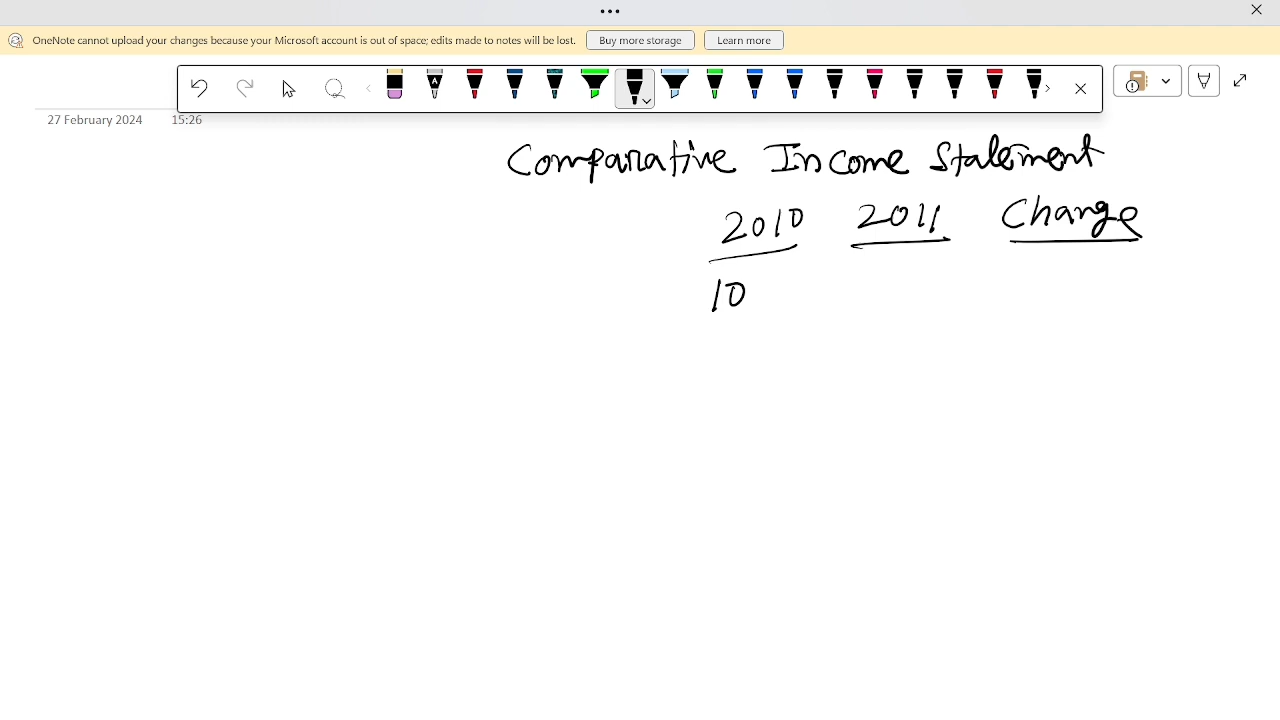 OneNote cannot upload your changes because your Microsoft account is out of space; edits made to notes will be lost. Buy more storage Learn more
A
27 February 2024 15:26
Comparative Income Statement
2010 2011 Change
10